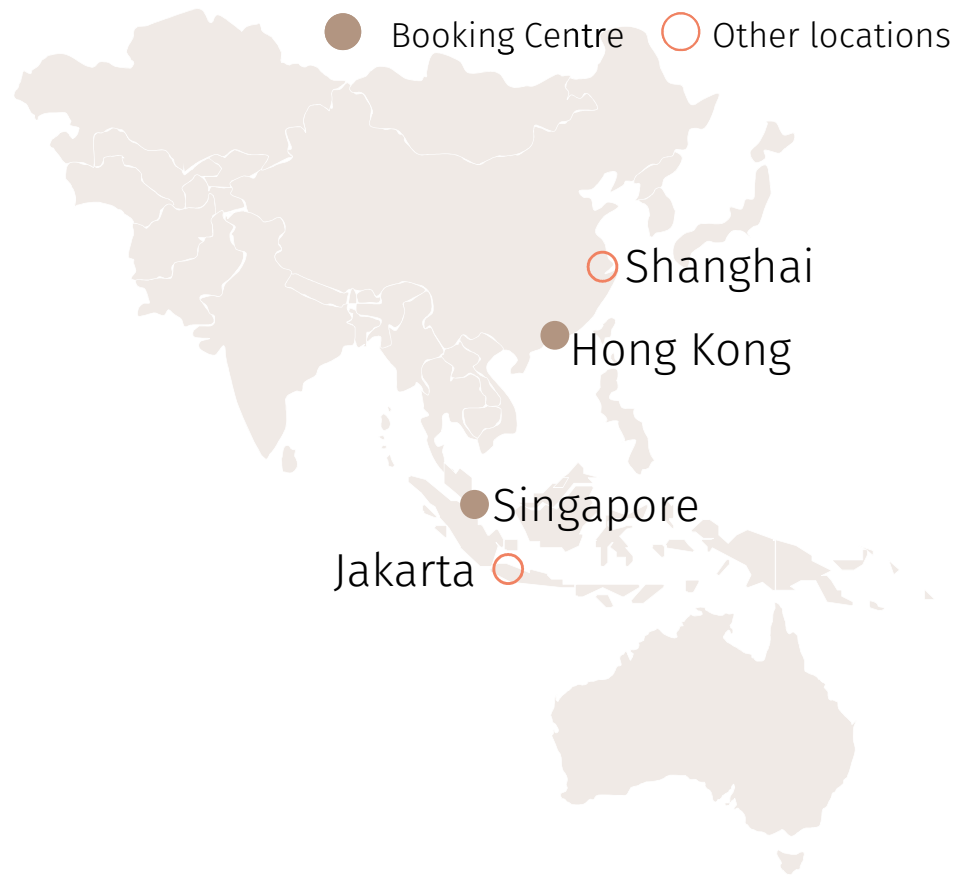 Booking Centre
Other locations
Shanghai
Hong Kong
Singapore
Jakarta